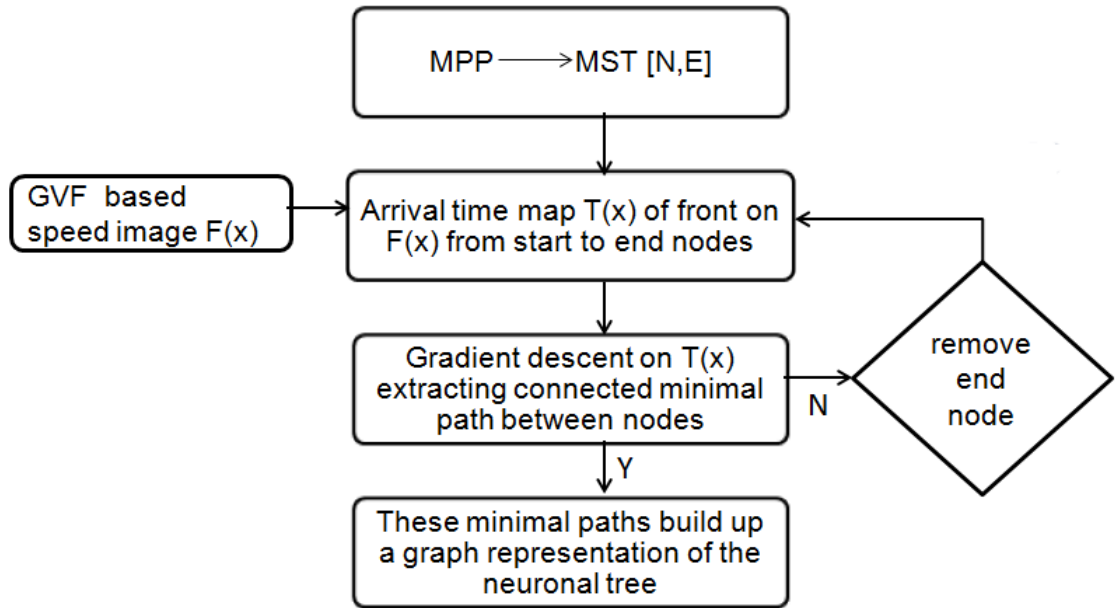 MPP ⟶ MST [N,E]
GVF based
speed image F(x)
Arrival time map T(x) of front on
F(x) from start to end nodes
Gradient descent on T(x)
extracting connected minimal
path between nodes
N
remove
end
node
Y
These minimal paths build up
a graph representation of the
neuronal tree